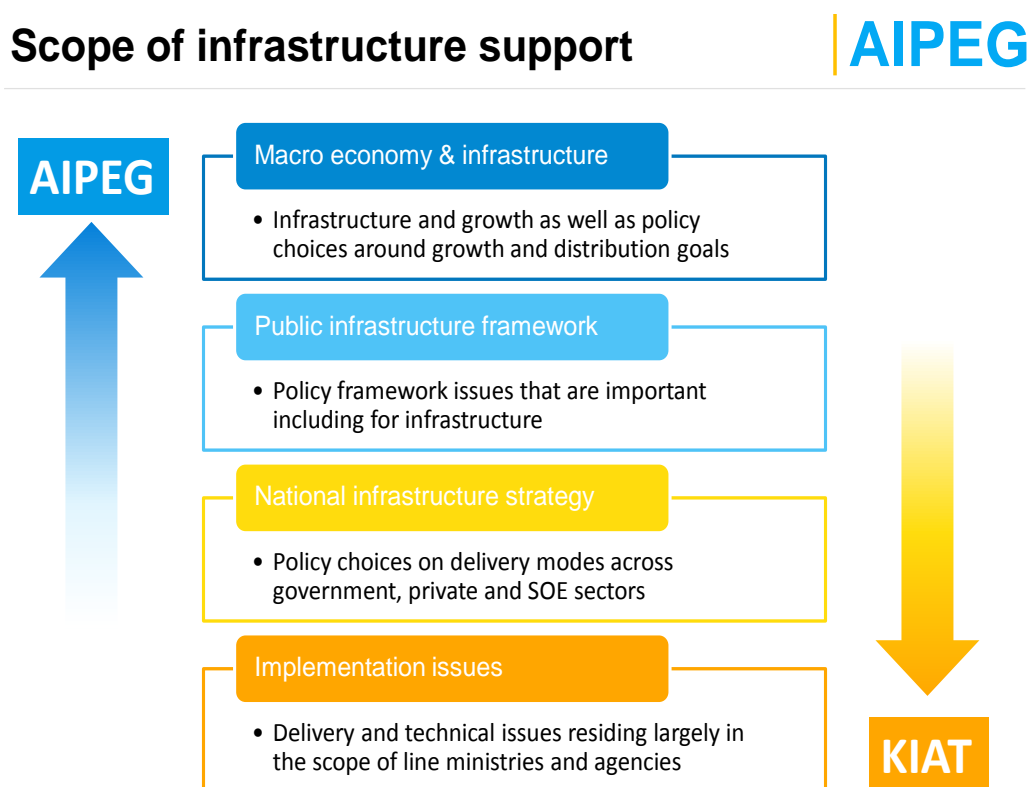 Scope of infrastructure support
AIPEG
AIPEG
Macro economy & infrastructure
• Infrastructure and growth as well as policy
choices around growth and distribution goals
Public infrastructure framework
• Policy framework issues that are important
including for infrastructure
National infrastructure strategy
• Policy choices on delivery modes across
government, private and SOE sectors
Implementation issues
• Delivery and technical issues residing largely in
the scope of line ministries and agencies
KIAT